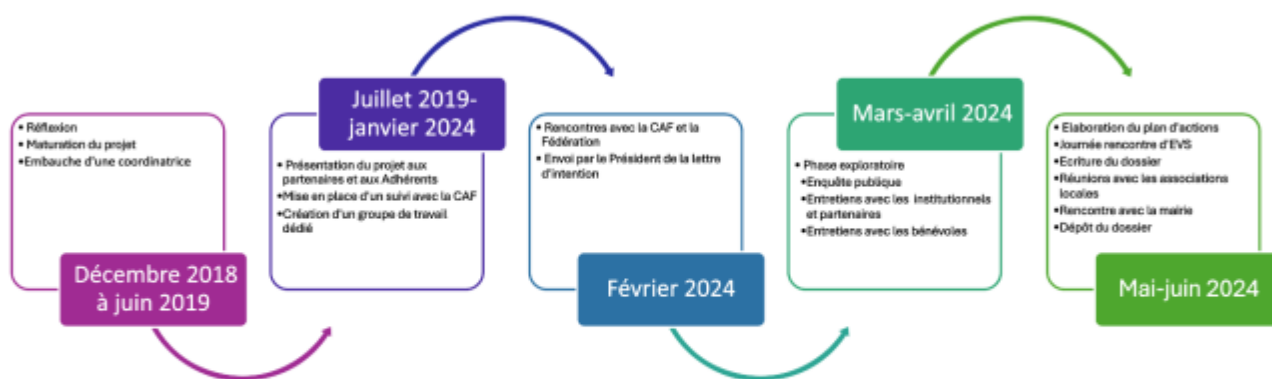 • Réflexion
• Maturation du projet
•Embauche d'une coordinatrice
Décembre 2018
à juin 2019
Juillet 2019-
janvier 2024
• Présentation du projet aux
partenaires et aux Adhérents
•Mise en place d'un suivi avec la CAF
•Création d'un groupe de travail
dédié
• Rencontres avec la CAF et la
Fédération
• Envoi par le Président de la lettre
d'intention
Février 2024
Mars-avril 2024
• Phase exploratoire
•Enquête publique
•Entretiens avec les institutionnels
et partenaires
•Entretiens avec les bénévoles
• Elaboration du plan d'actions
•Journée rencontre d'EVS
•Ecriture du dossier
•Réunions avec les associations
locales
•Rencontre avec la mairie
•Dépôt du dossier
Mai-juin 2024